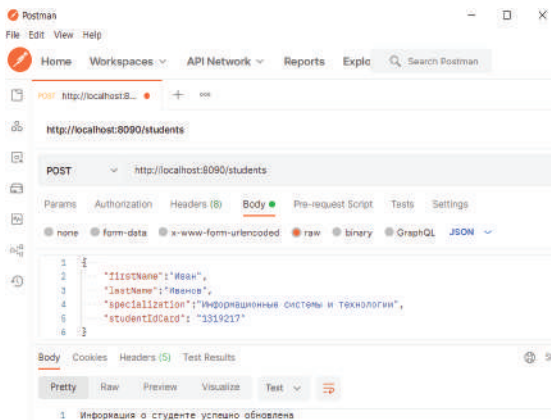 Postman
File Edit View Help
Home Workspaces API Network Reports Explo Search Postman
POST http://localhost:8...
http://localhost:8090/students
POST http://localhost:8090/students
Params Authorization Headers (8) Body Pre-request Script Tests Settings
none form-data x-www-form-urlencoded raw binary GraphQL JSON
1 {
2 "firstName":"Иван",
3 "lastName":"Иванов",
4 "specialization":"Информационные системы и технологии",
5 "studentIdCard": "1319217"
6 }
Body Cookies Headers (5) Test Results S
Pretty Raw Preview Visualize Text
1 Информация о студенте успешно обновлена